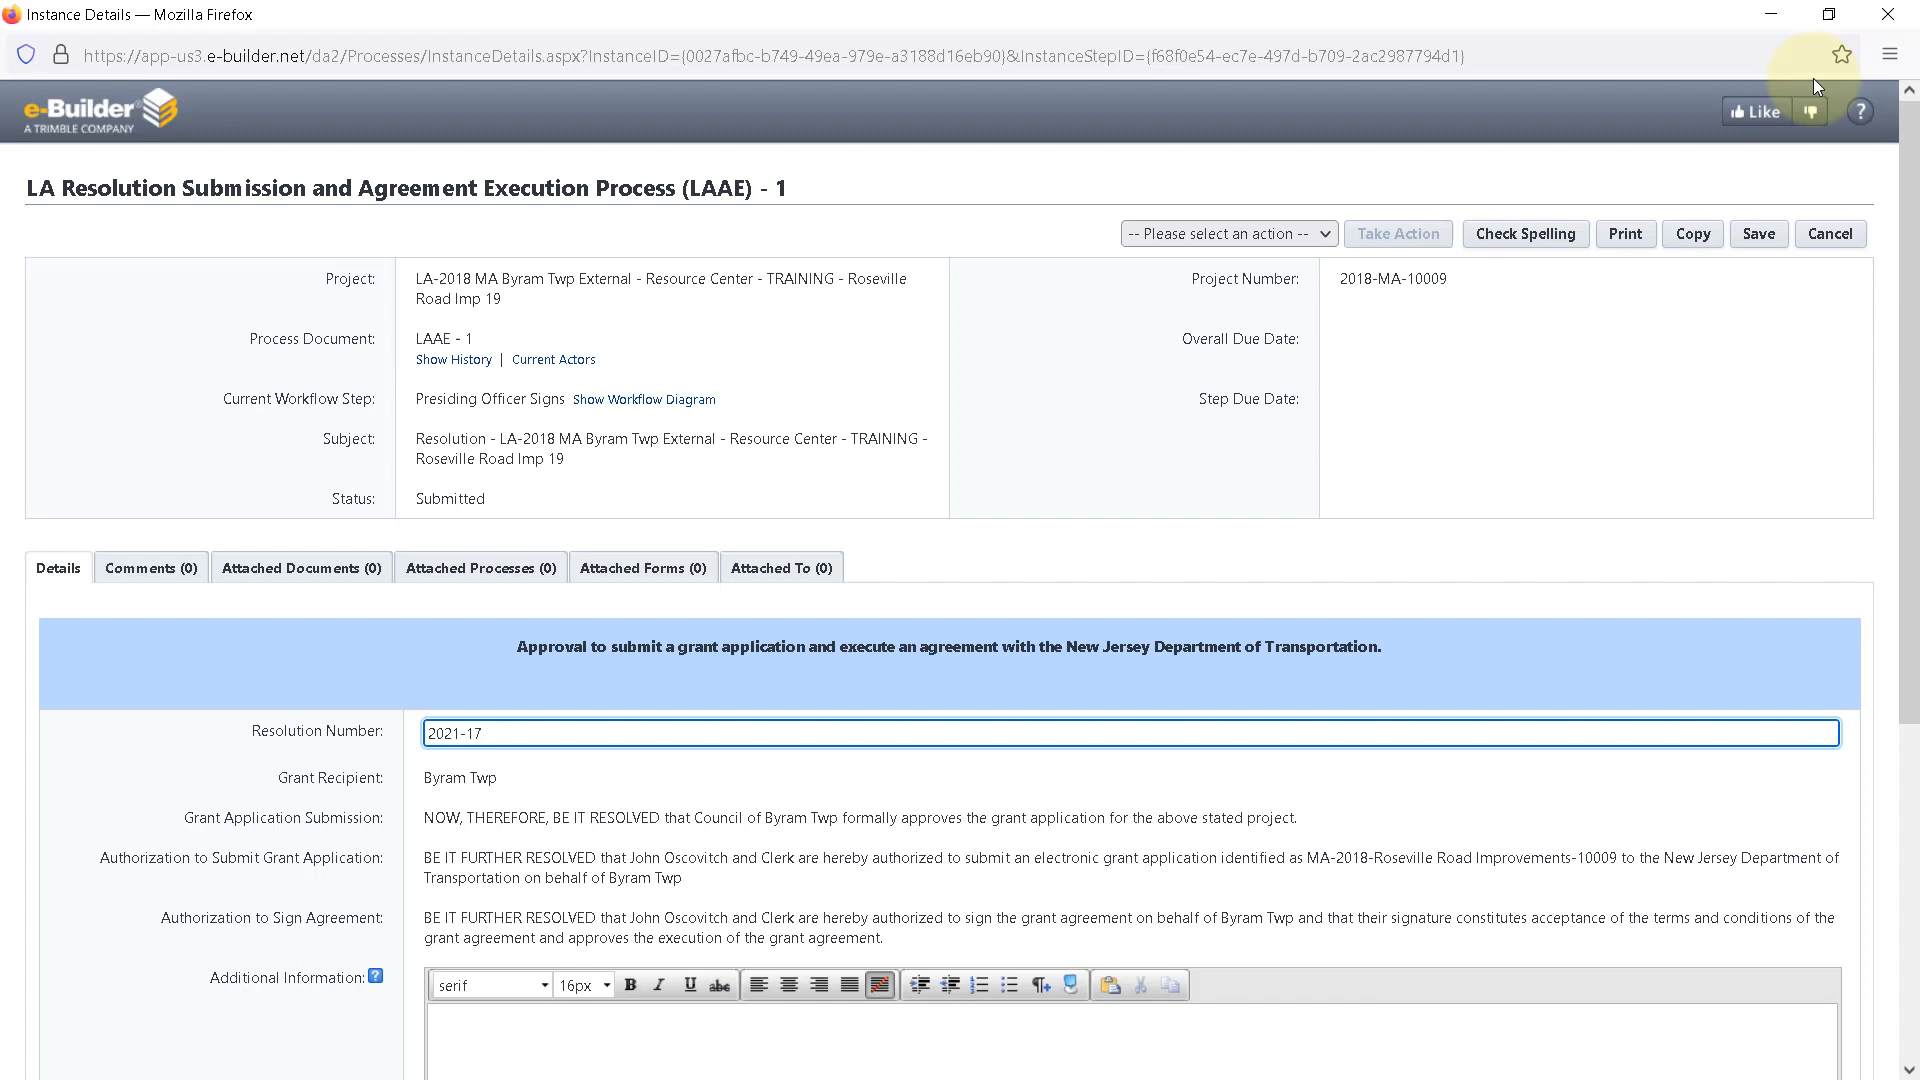 Instance Details — Mozilla Firefox
https://app-us3.e-builder.net/da2/Processes/InstanceDetails.aspx?InstanceID={0027afbc-b749-49ea-979e-a3188d16eb90}&InstanceStepID={f68f0e54-ec7e-497d-b709-2ac2987794d1}
e-Builder
A TRIMBLE COMPANY
Like
?
LA Resolution Submission and Agreement Execution Process (LAAE) - 1
-- Please select an action -- Take Action Check Spelling Print Copy Save Cancel
Project: LA-2018 MA Byram Twp External - Resource Center - TRAINING - Roseville
Road Imp 19
Project Number: 2018-MA-10009
Process Document: LAAE - 1
Show History | Current Actors
Overall Due Date:
Current Workflow Step: Presiding Officer Signs Show Workflow Diagram
Step Due Date:
Subject: Resolution - LA-2018 MA Byram Twp External - Resource Center - TRAINING -
Roseville Road Imp 19
Status: Submitted
Details Comments (0) Attached Documents (0) Attached Processes (0) Attached Forms (0) Attached To (0)
Approval to submit a grant application and execute an agreement with the New Jersey Department of Transportation.
Resolution Number: 2021-17
Grant Recipient: Byram Twp
Grant Application Submission: NOW, THEREFORE, BE IT RESOLVED that Council of Byram Twp formally approves the grant application for the above stated project.
Authorization to Submit Grant Application: BE IT FURTHER RESOLVED that John Oscovitch and Clerk are hereby authorized to submit an electronic grant application identified as MA-2018-Roseville Road Improvements-10009 to the New Jersey Department of
Transportation on behalf of Byram Twp
Authorization to Sign Agreement: BE IT FURTHER RESOLVED that John Oscovitch and Clerk are hereby authorized to sign the grant agreement on behalf of Byram Twp and that their signature constitutes acceptance of the terms and conditions of the
grant agreement and approves the execution of the grant agreement.
Additional Information: ?
serif 16px B I U abc